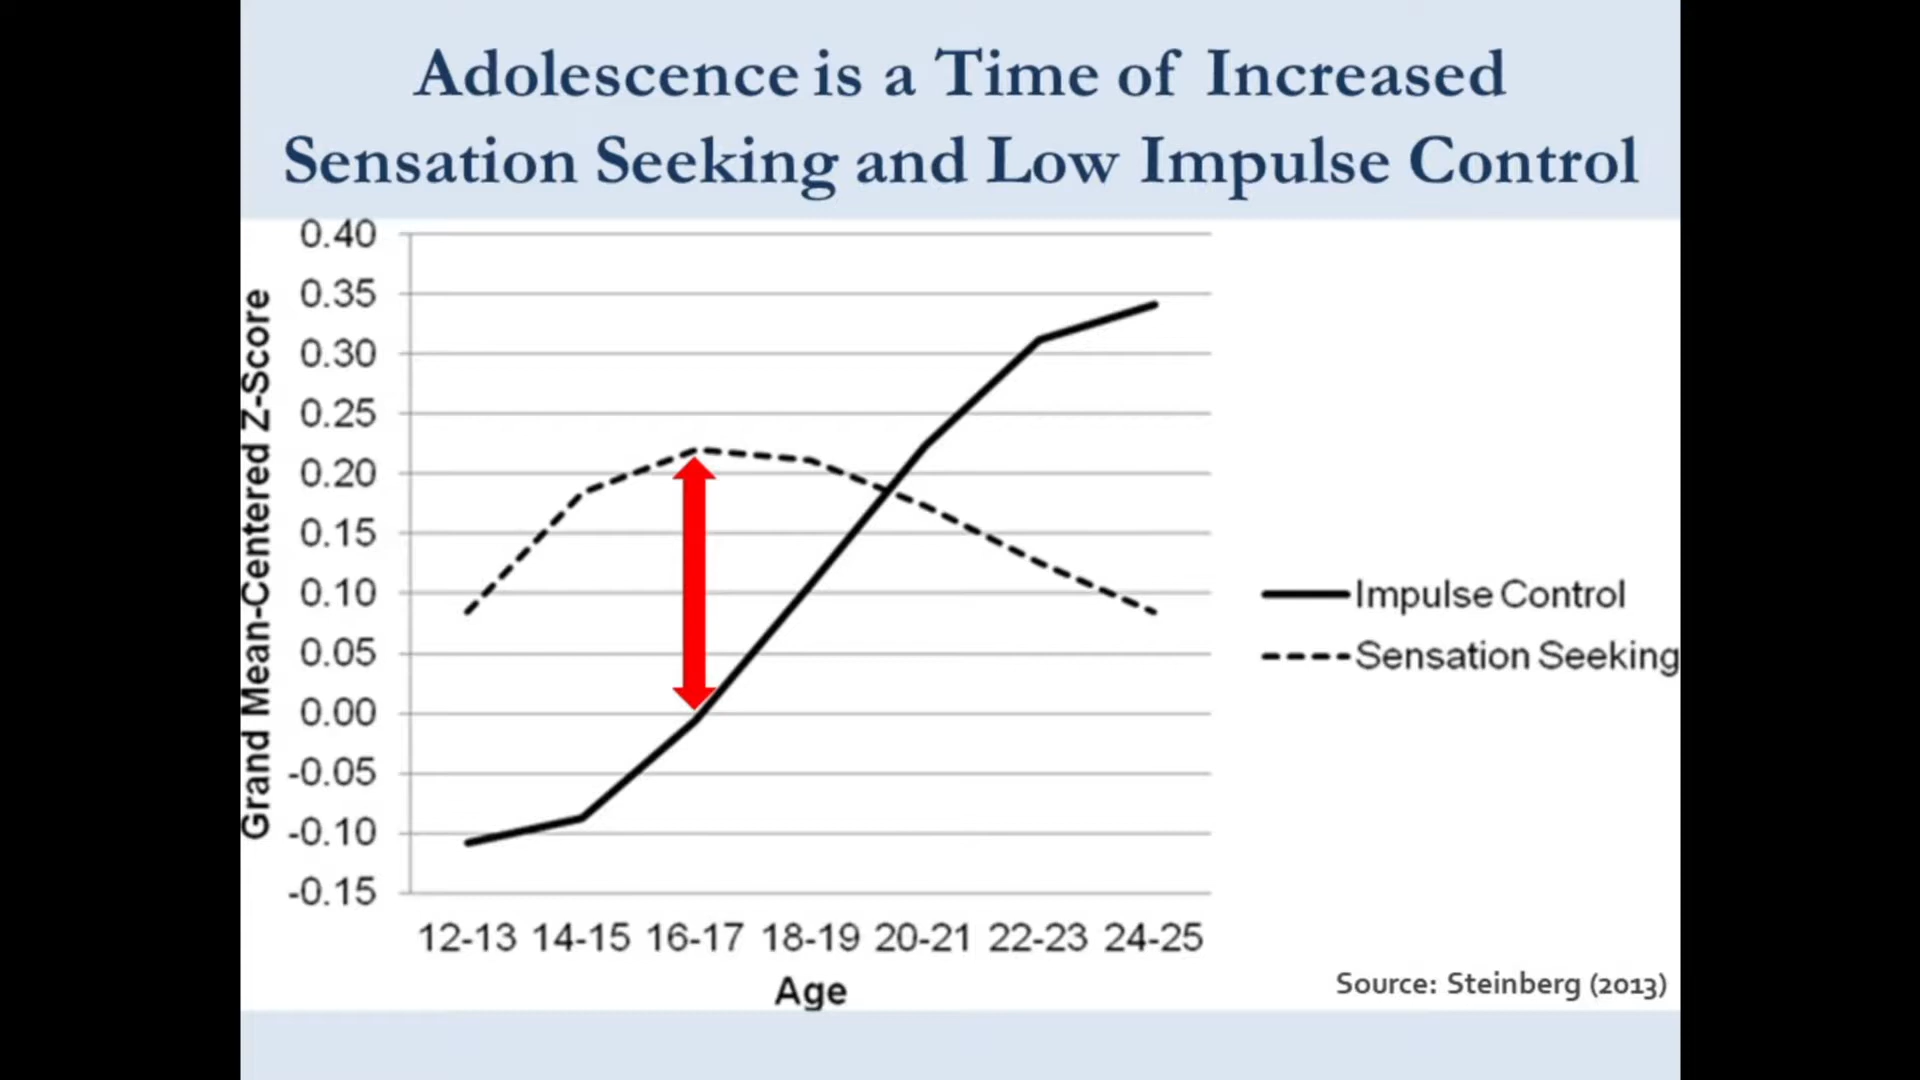 Adolescence is a Time of Increased
Sensation Seeking and Low Impulse Control
Grand Mean-Centered Z-Score
0.40
0.35
0.30
0.25
0.20
0.15
0.10
0.05
0.00
-0.05
-0.10
-0.15
12-13 14-15 16-17 18-19 20-21 22-23 24-25
Age
Impulse Control
Sensation Seeking
Source: Steinberg (2013)